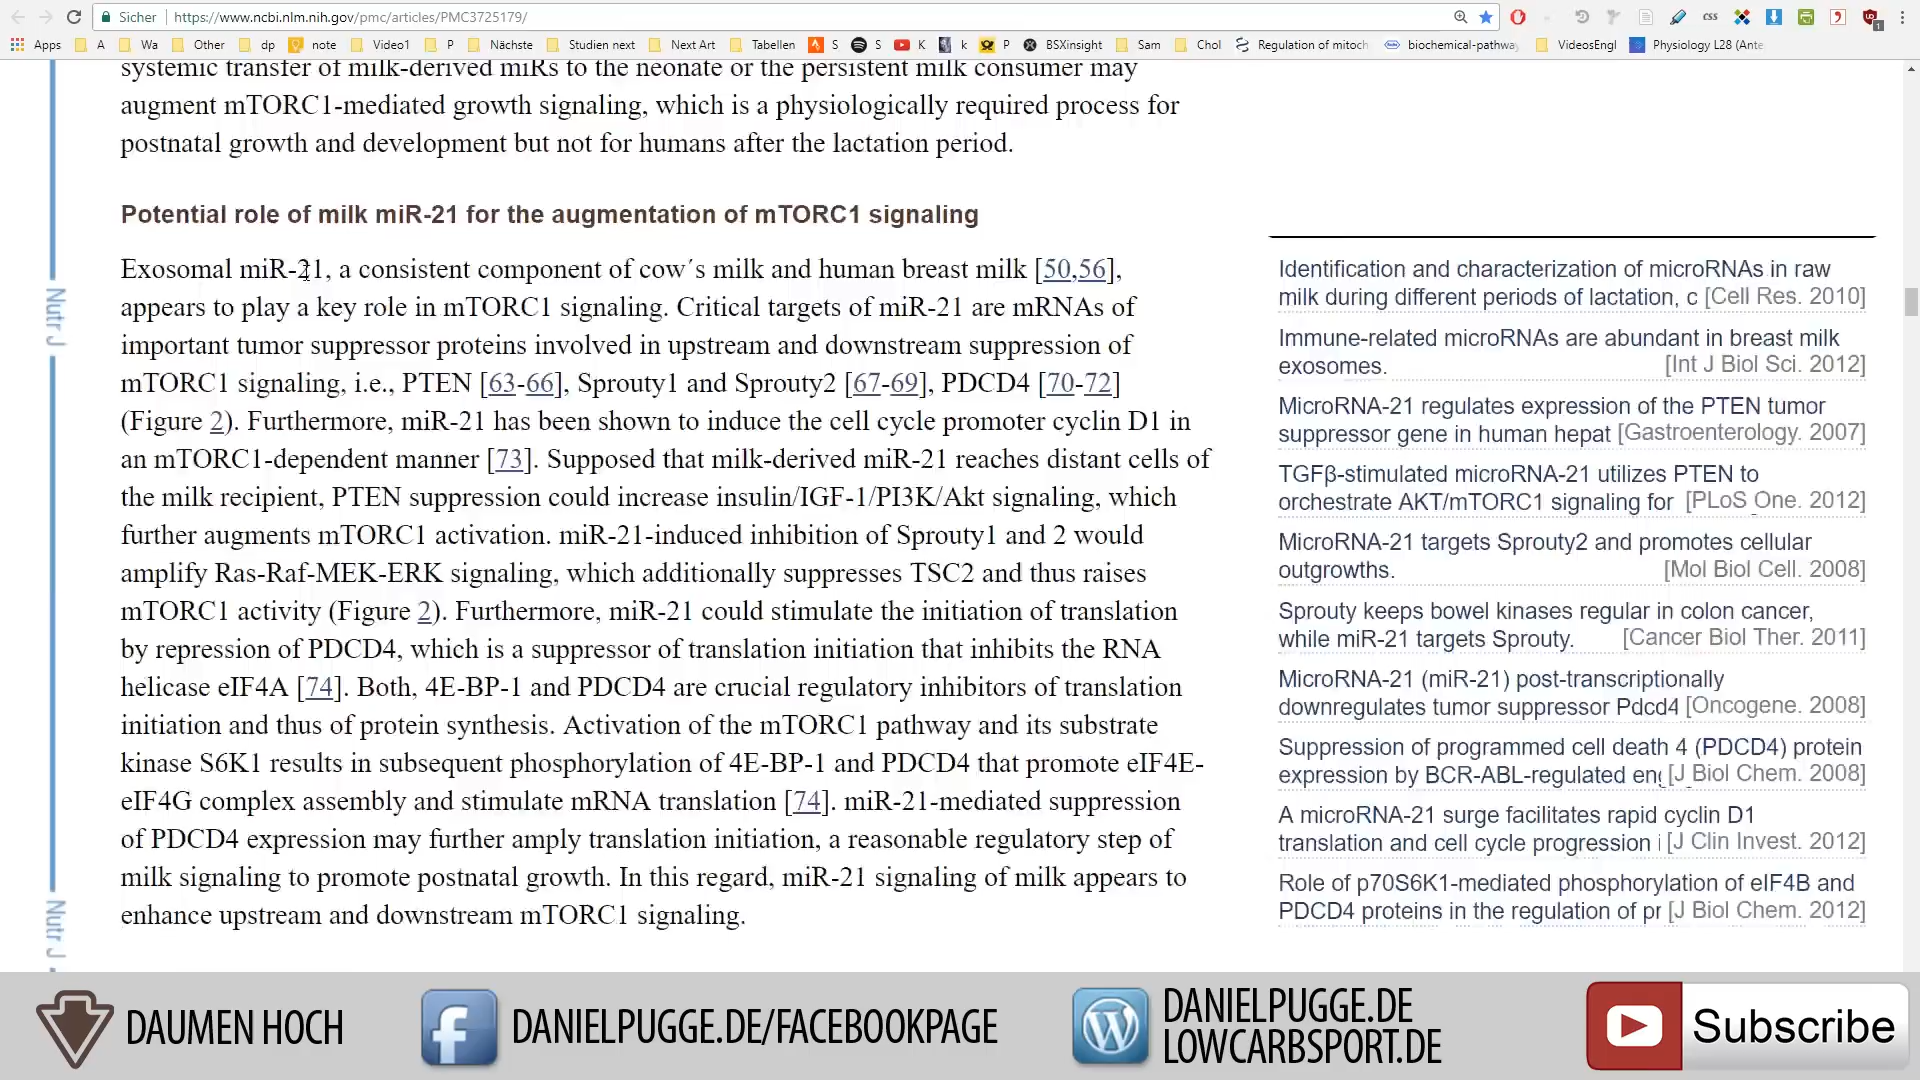 Sicher https://www.ncbi.nlm.nih.gov/pmc/articles/PMC3725179/
Apps A Wa Other dp note Video1 P Nächste Studien next Next Art Tabellen S S K k P BSXinsight Sam Chol Regulation of mitoch biochemical-pathwa VideosEngl Physiology L28 (Ante
systemic transfer of milk-derived miRs to the neonate or the persistent milk consumer may
augment mTORC1-mediated growth signaling, which is a physiologically required process for
postnatal growth and development but not for humans after the lactation period.
Potential role of milk miR-21 for the augmentation of mTORC1 signaling
Exosomal miR-21, a consistent component of cow´s milk and human breast milk [50,56],
appears to play a key role in mTORC1 signaling. Critical targets of miR-21 are mRNAs of
important tumor suppressor proteins involved in upstream and downstream suppression of
mTORC1 signaling, i.e., PTEN [63-66], Sprouty1 and Sprouty2 [67-69], PDCD4 [70-72]
(Figure 2). Furthermore, miR-21 has been shown to induce the cell cycle promoter cyclin D1 in
an mTORC1-dependent manner [73]. Supposed that milk-derived miR-21 reaches distant cells of
the milk recipient, PTEN suppression could increase insulin/IGF-1/PI3K/Akt signaling, which
further augments mTORC1 activation. miR-21-induced inhibition of Sprouty1 and 2 would
amplify Ras-Raf-MEK-ERK signaling, which additionally suppresses TSC2 and thus raises
mTORC1 activity (Figure 2). Furthermore, miR-21 could stimulate the initiation of translation
by repression of PDCD4, which is a suppressor of translation initiation that inhibits the RNA
helicase eIF4A [74]. Both, 4E-BP-1 and PDCD4 are crucial regulatory inhibitors of translation
initiation and thus of protein synthesis. Activation of the mTORC1 pathway and its substrate
kinase S6K1 results in subsequent phosphorylation of 4E-BP-1 and PDCD4 that promote eIF4E-
eIF4G complex assembly and stimulate mRNA translation [74]. miR-21-mediated suppression
of PDCD4 expression may further amply translation initiation, a reasonable regulatory step of
milk signaling to promote postnatal growth. In this regard, miR-21 signaling of milk appears to
enhance upstream and downstream mTORC1 signaling.
Identification and characterization of microRNAs in raw
milk during different periods of lactation, c [Cell Res. 2010]
Immune-related microRNAs are abundant in breast milk
exosomes. [Int J Biol Sci. 2012]
MicroRNA-21 regulates expression of the PTEN tumor
suppressor gene in human hepat [Gastroenterology. 2007]
TGFβ-stimulated microRNA-21 utilizes PTEN to
orchestrate AKT/mTORC1 signaling for [PLoS One. 2012]
MicroRNA-21 targets Sprouty2 and promotes cellular
outgrowths. [Mol Biol Cell. 2008]
Sprouty keeps bowel kinases regular in colon cancer,
while miR-21 targets Sprouty. [Cancer Biol Ther. 2011]
MicroRNA-21 (miR-21) post-transcriptionally
downregulates tumor suppressor Pdcd4 [Oncogene. 2008]
Suppression of programmed cell death 4 (PDCD4) protein
expression by BCR-ABL-regulated en [J Biol Chem. 2008]
A microRNA-21 surge facilitates rapid cyclin D1
translation and cell cycle progression i [J Clin Invest. 2012]
Role of p70S6K1-mediated phosphorylation of eIF4B and
PDCD4 proteins in the regulation of pr [J Biol Chem. 2012]
Nutr J
Nutr J
DAUMEN HOCH
DANIELPUGGE.DE/FACEBOOKPAGE
DANIELPUGGE.DE
LOWCARBSPORT.DE
Subscribe